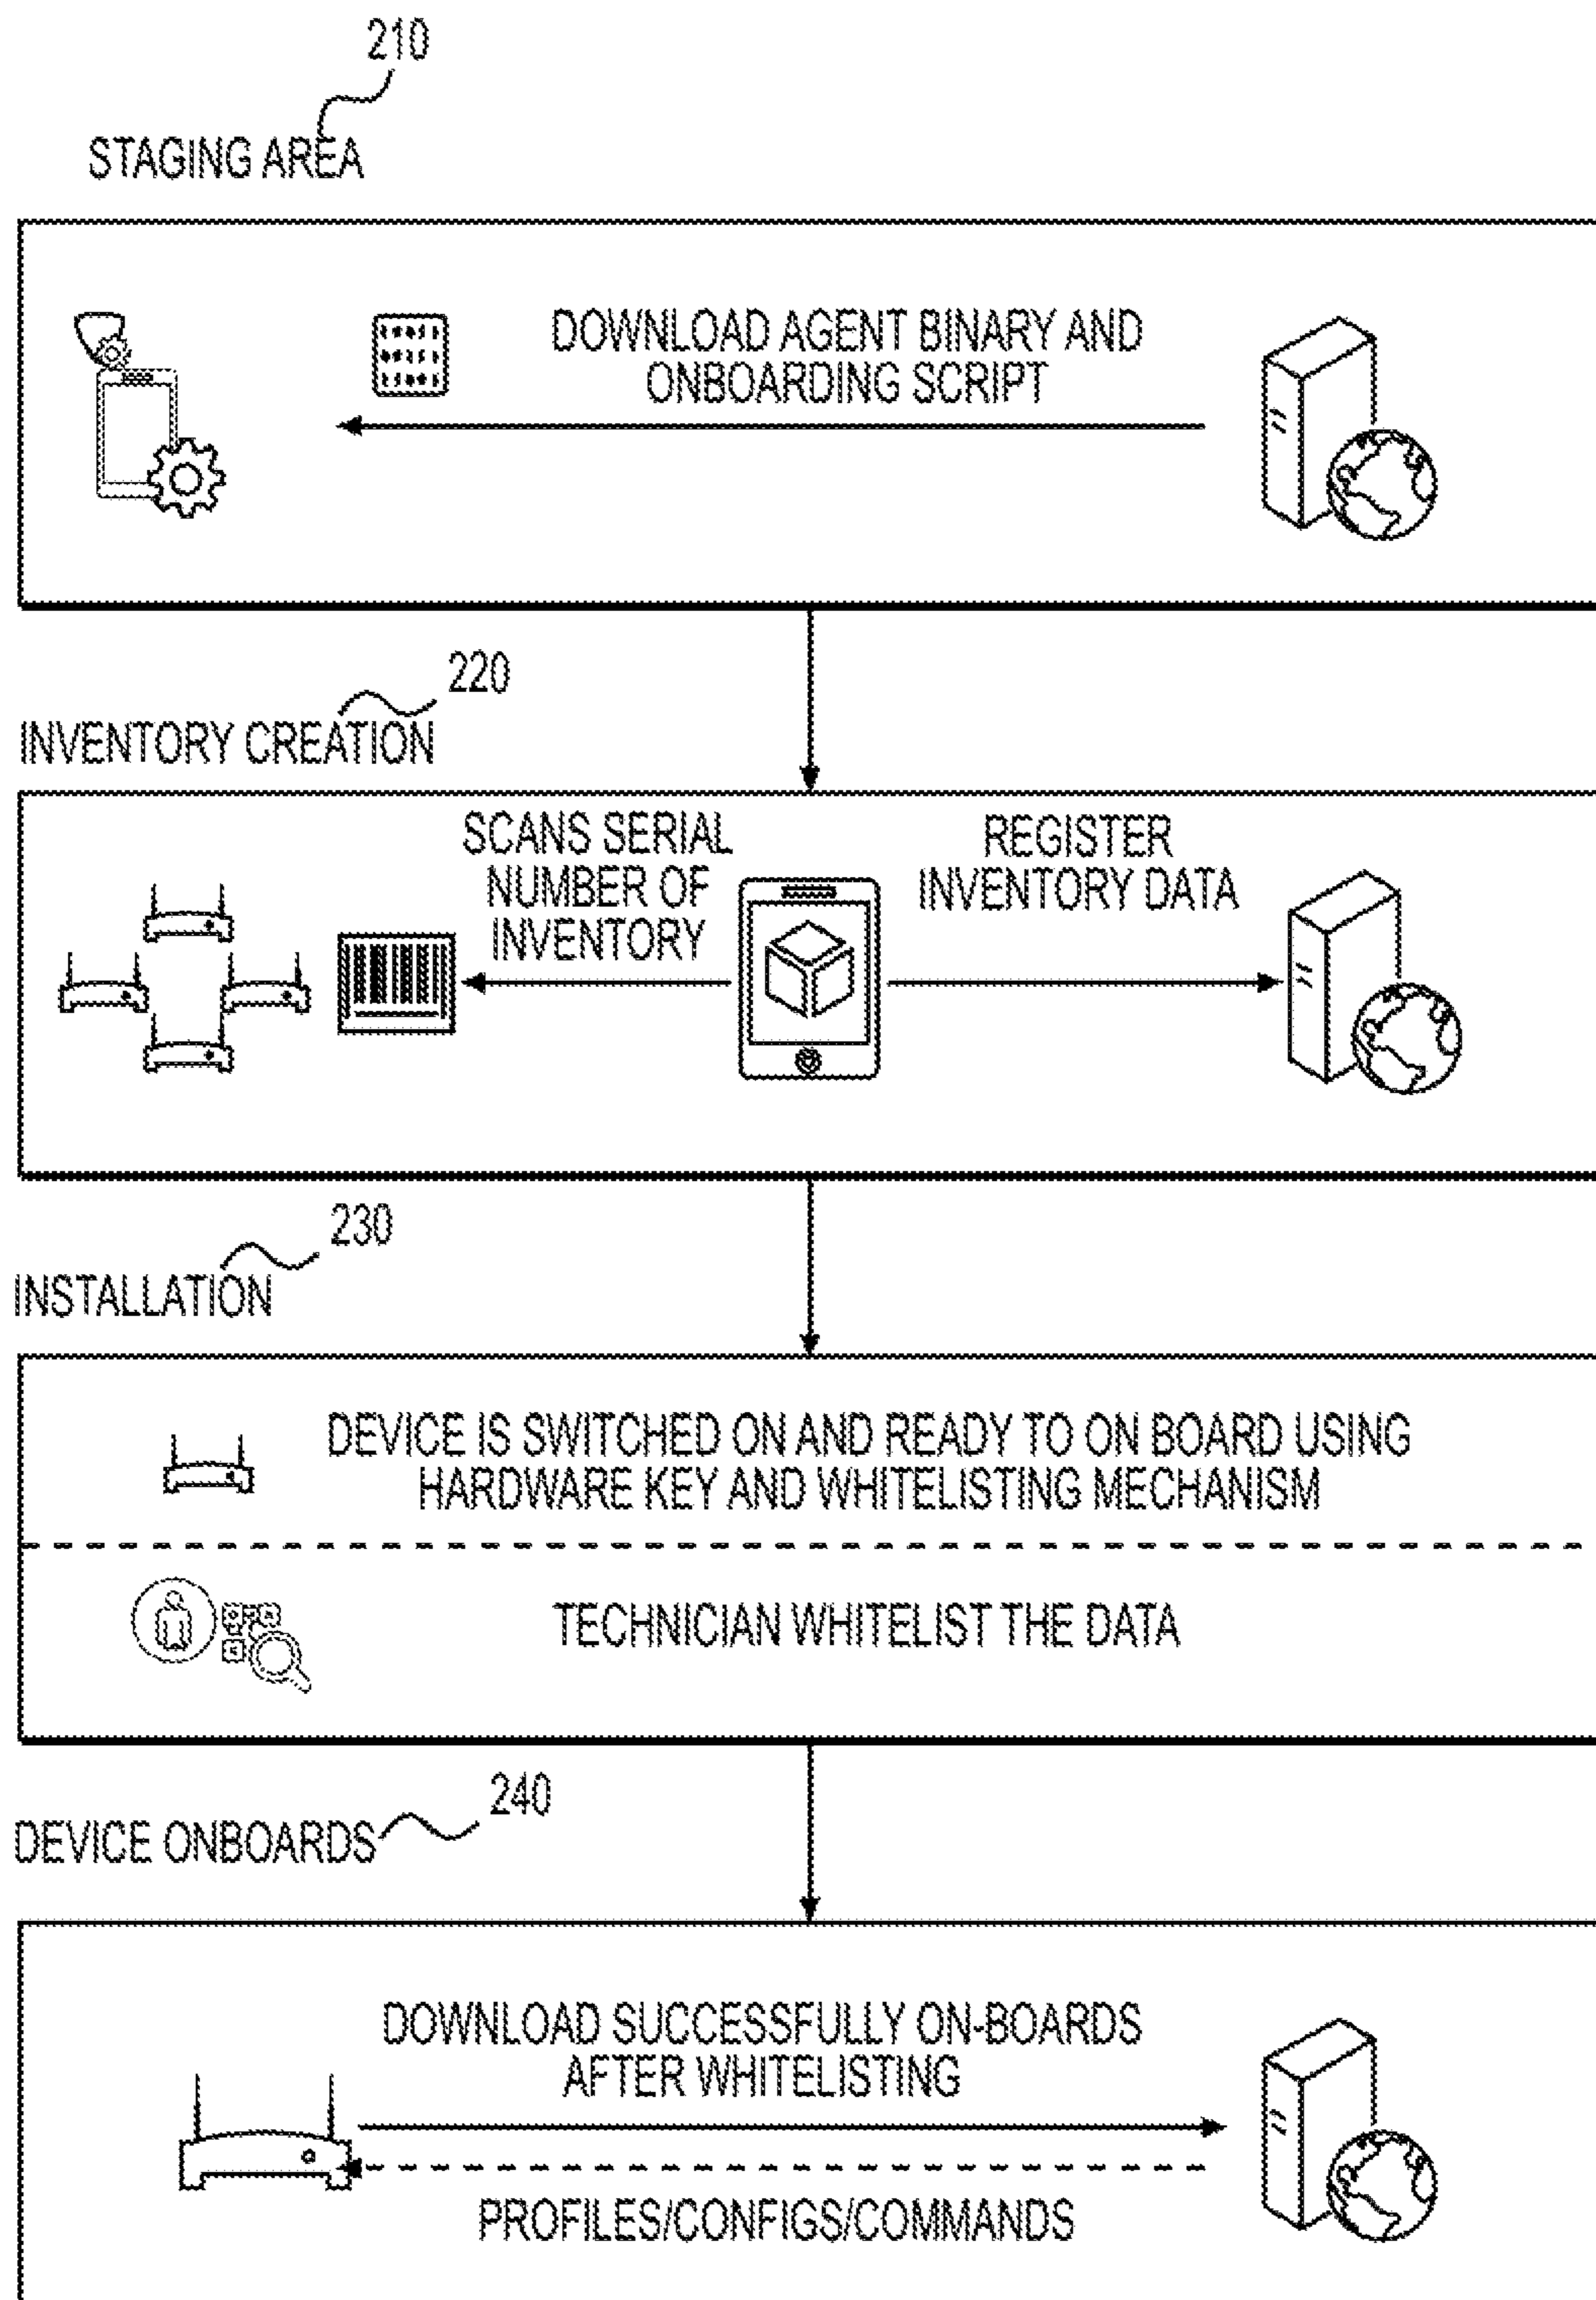 210
STAGING AREA
DOWNLOAD AGENT BINARY AND
ONBOARDING SCRIPT
220
INVENTORY CREATION
SCANS SERIAL
NUMBER OF
INVENTORY
REGISTER
INVENTORY DATA
230
INSTALLATION
DEVICE IS SWITCHED ON AND READY TO ON BOARD USING
HARDWARE KEY AND WHITELISTING MECHANISM
TECHNICIAN WHITELIST THE DATA
240
DEVICE ONBOARDS
DOWNLOAD SUCCESSFULLY ON-BOARDS
AFTER WHITELISTING
PROFILES/CONFIGS/COMMANDS